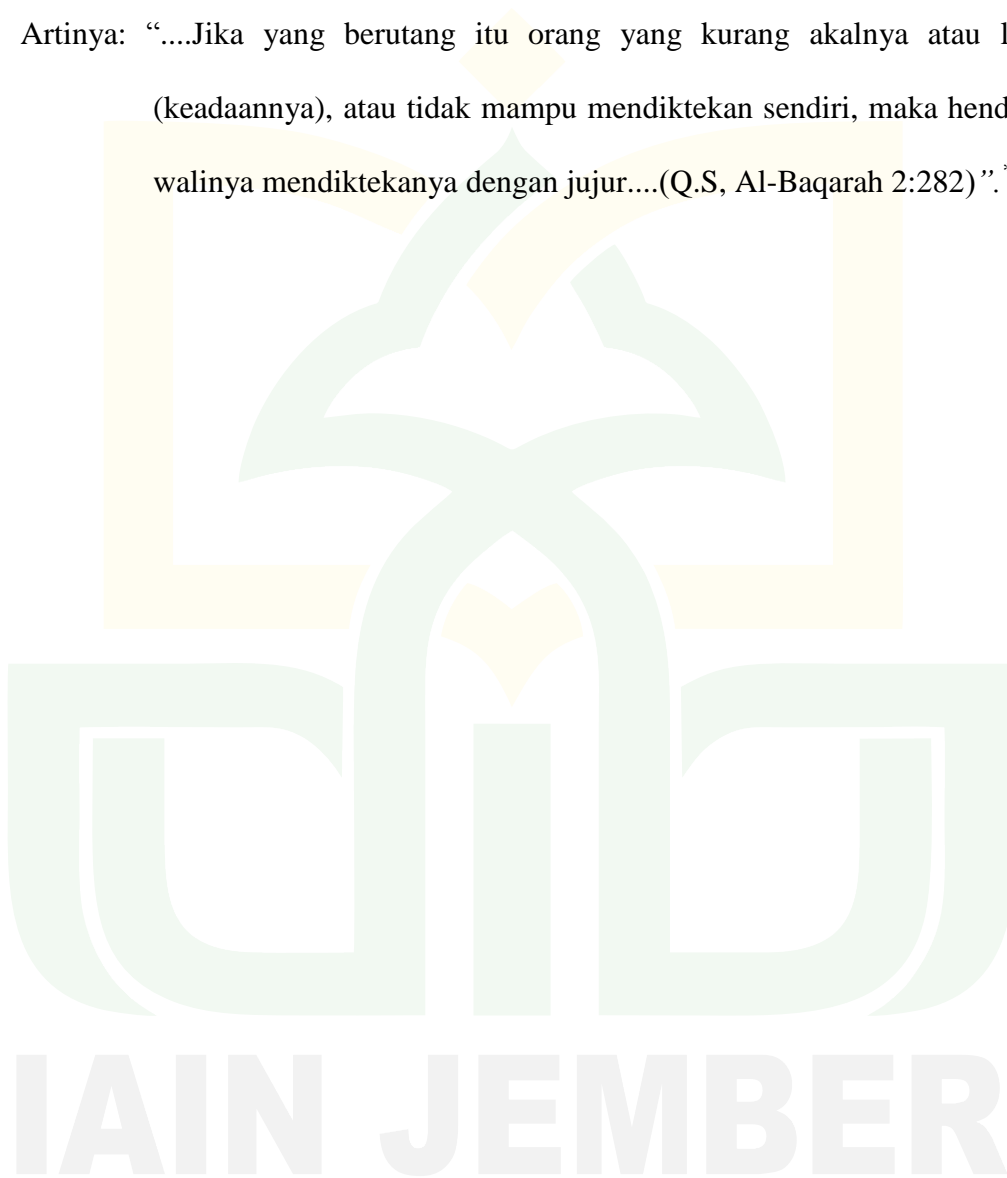 Artinya: “....Jika yang berutang itu orang yang kurang akalnya atau
(keadaannya), atau tidak mampu mendiktekan sendiri, maka
walinya mendiktekanya dengan jujur....(Q.S, Al-Baqarah 2:282)”.
IAIN JEMBER